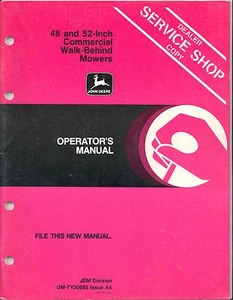 48 and 52-Inch
Commercial
Walk-Behind
Mowers
DEALER
SERVICE SHOP
COPY
JOHN DEERE
OPERATOR'S
MANUAL
FILE THIS NEW MANUAL.
JDM Division
OM-TY20655 Issue A4